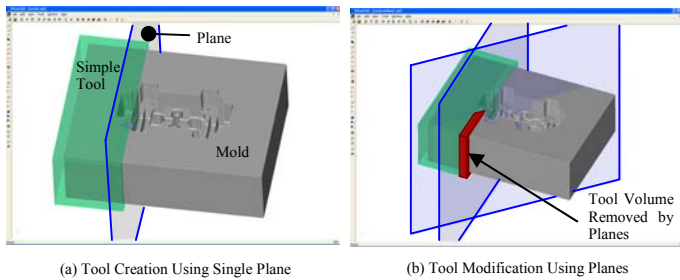 Plane
Simple
Tool
Mold
Tool Volume
Removed by
Planes
(a) Tool Creation Using Single Plane
(b) Tool Modification Using Planes